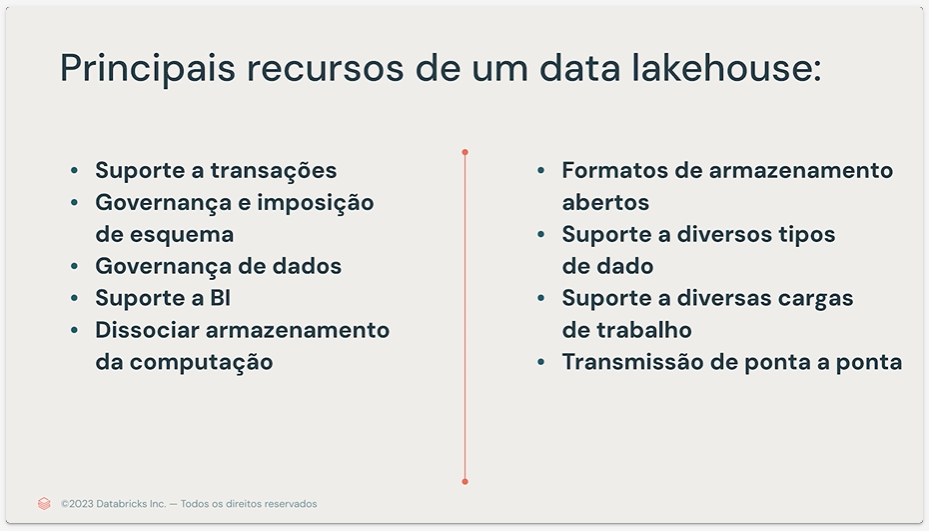 Principais recursos de um data lakehouse:
• Suporte a transações
• Governança e imposição
de esquema
• Governança de dados
• Suporte a BI
• Dissociar armazenamento
da computação
• Formatos de armazenamento
abertos
• Suporte a diversos tipos
de dado
• Suporte a diversas cargas
de trabalho
• Transmissão de ponta a ponta
©2023 Databricks Inc. — Todos os direitos reservados